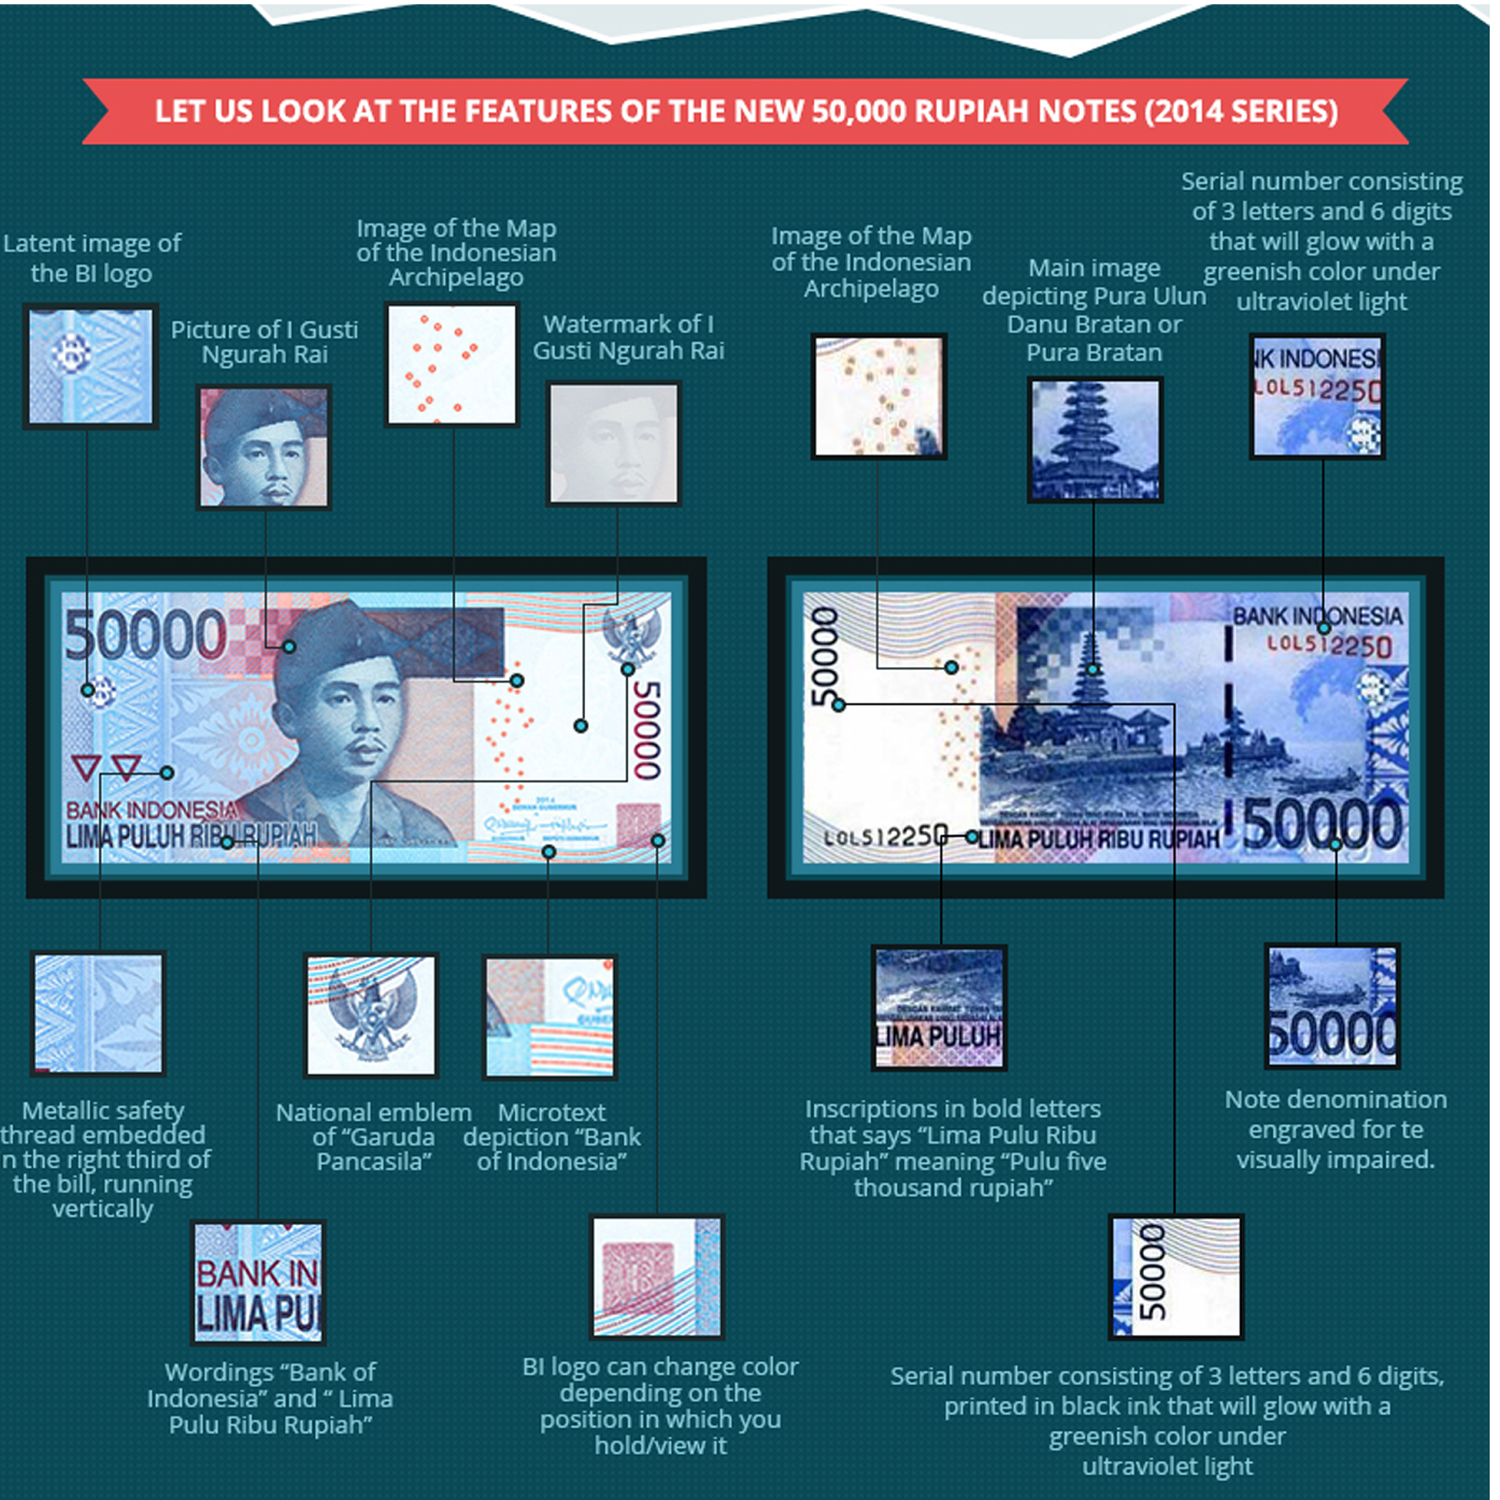 LET US LOOK AT THE FEATURES OF THE NEW 50,000 RUPIAH NOTES (2014 SERIES)
Latent image of
the BI logo
Picture of I Gusti
Ngurah Rai
Image of the Map
of the Indonesian
Archipelago
Watermark of I
Gusti Ngurah Rai
Image of the Map
of the Indonesian
Archipelago
Main image
depicting Pura Ulun
Danu Bratan or
Pura Bratan
Serial number consisting
of 3 letters and 6 digits
that will glow with a
greenish color under
ultraviolet light
NK INDONESI
LOL512250
50000
50000
BANK INDONESIA
LIMA PULUH RIBU RUPIAH
2014
50000
BANK INDONESIA
LOL512250
LOL512250
LIMA PULUH RIBU RUPIAH
50000
LIMA PULUH
50000
Metallic safety
thread embedded
n the right third of
the bill, running
vertically
National emblem
of “Garuda
Pancasila”
Microtext
depiction “Bank
of Indonesia”
Inscriptions in bold letters
that says “Lima Pulu Ribu
Rupiah” meaning “Pulu five
thousand rupiah”
Note denomination
engraved for te
visually impaired.
BANK IN
LIMA PU
BI
50000
Wordings “Bank of
Indonesia” and “ Lima
Pulu Ribu Rupiah”
BI logo can change color
depending on the
position in which you
hold/view it
Serial number consisting of 3 letters and 6 digits,
printed in black ink that will glow with a
greenish color under
ultraviolet light